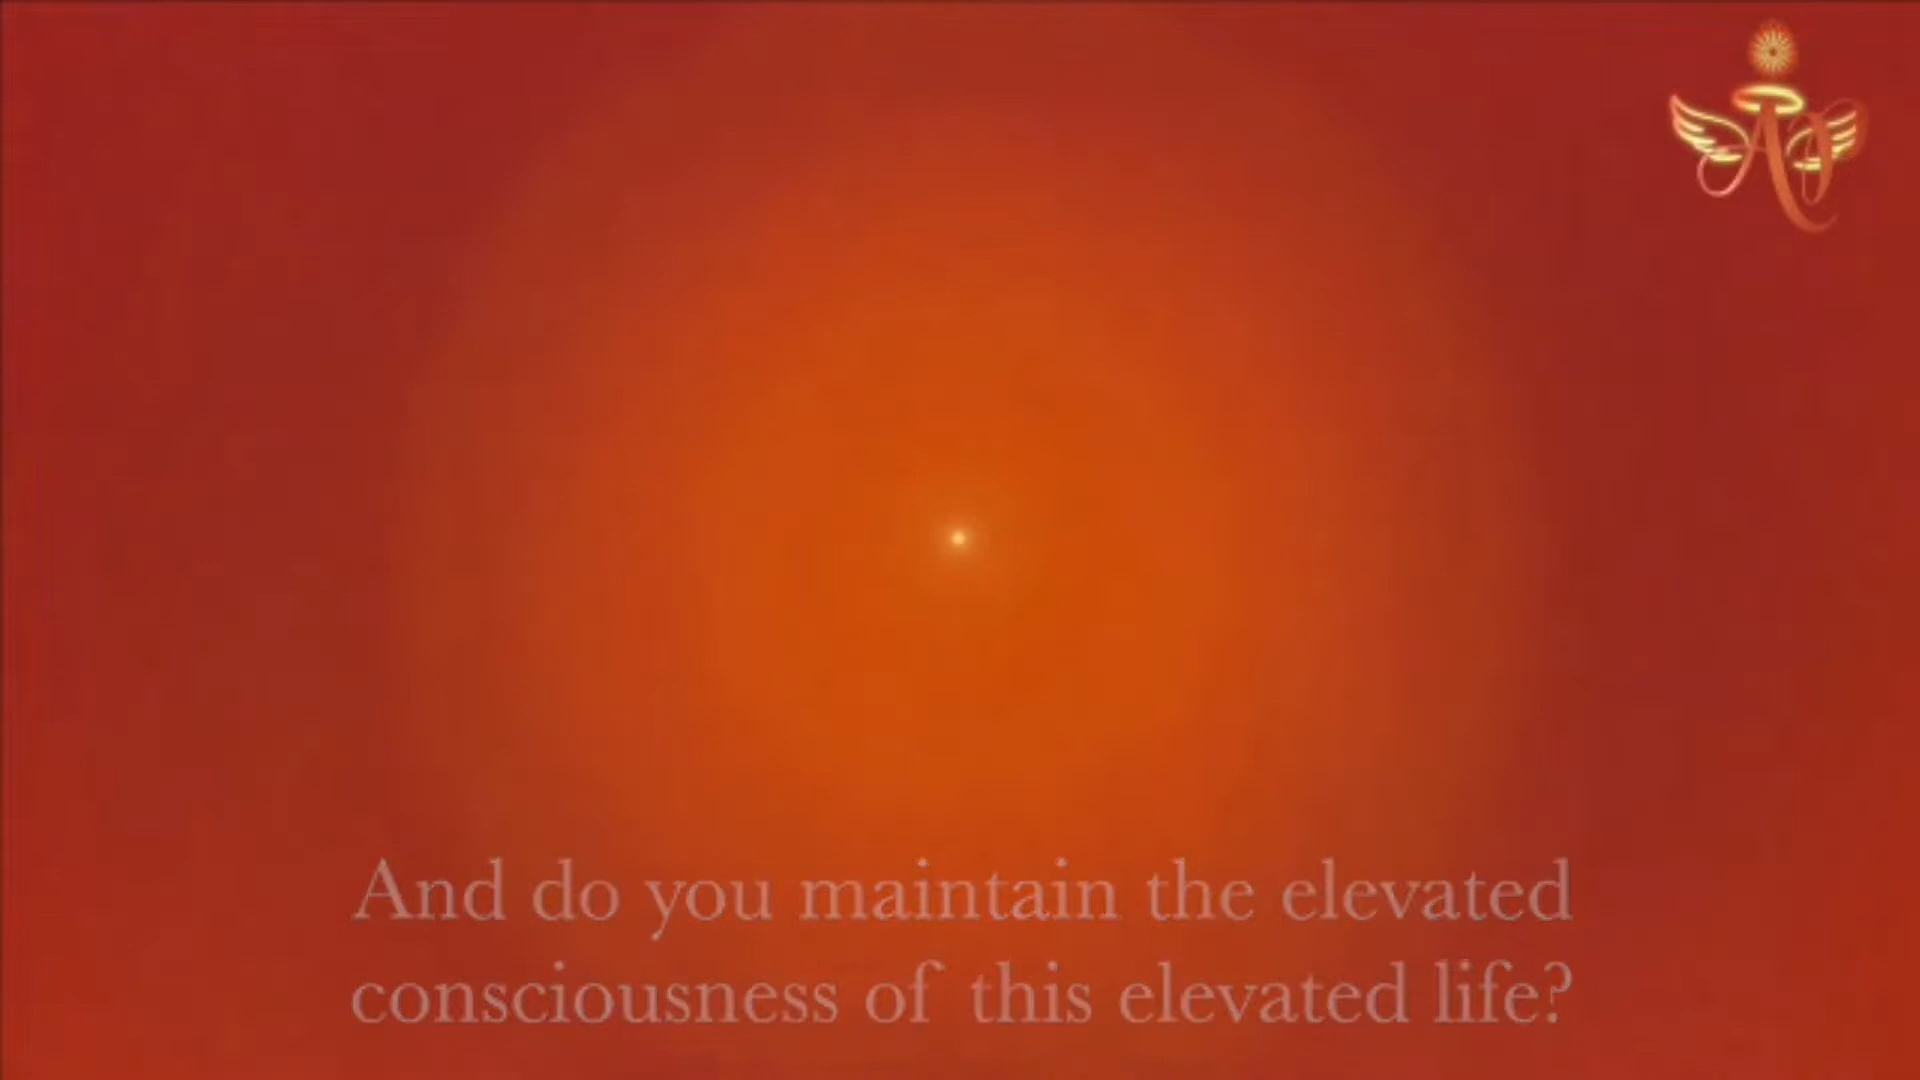 And do you maintain the elevated
consciousness of this elevated life?